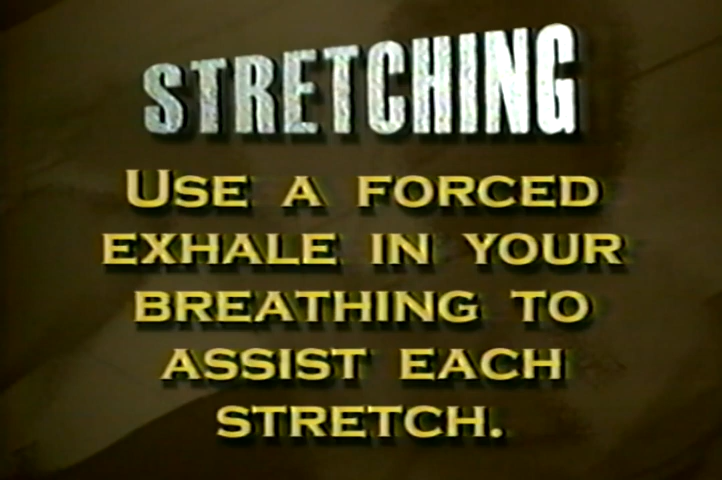 STRETCHING
USE A FORCED
EXHALE IN YOUR
BREATHING TO
ASSIST EACH
STRETCH.